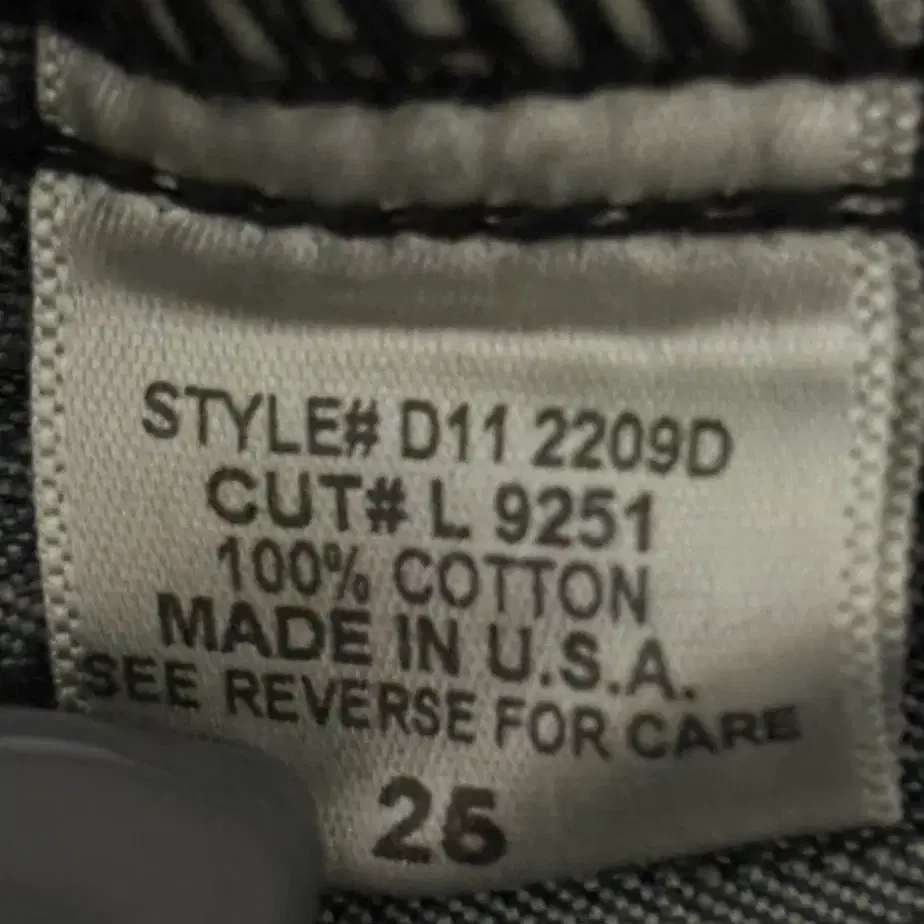 STYLE# D11 2209D
CUT# L 9251
100% COTTON
MADE IN U.S.A.
SEE REVERSE FOR CARE
25